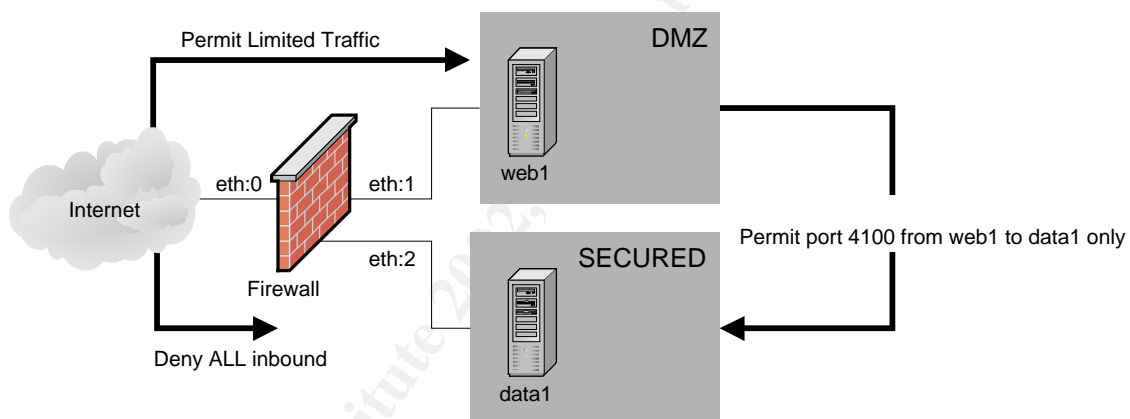 Permit Limited Traffic
DMZ
web1
eth:0
eth:1
Internet
Permit port 4100 from web1 to data1 only
SECURED
eth:2
Firewall
Deny ALL inbound
data1